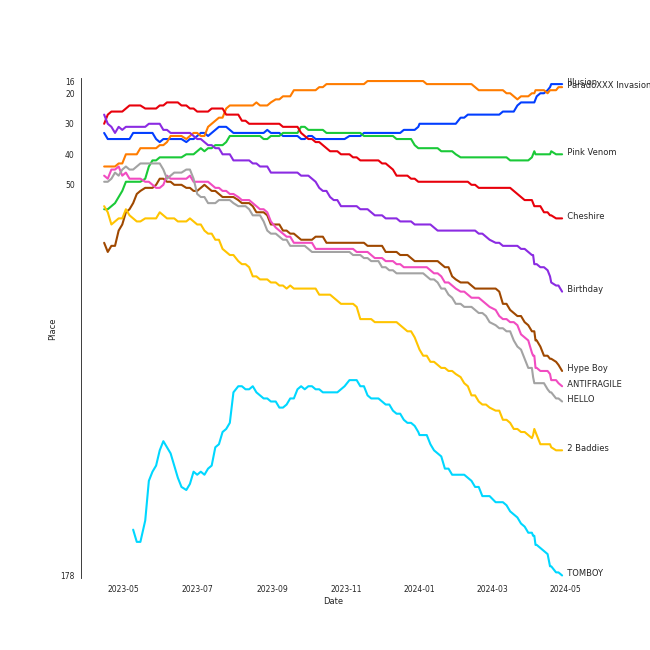 16
20
30
40
50
178
Place
Illusion
ParadoXXX Invasion
Pink Venom
Cheshire
Birthday
Hype Boy
ANTIFRAGILE
HELLO
2 Baddies
TOMBOY
2023-05 2023-07 2023-09 2023-11 2024-01 2024-03 2024-05
Date